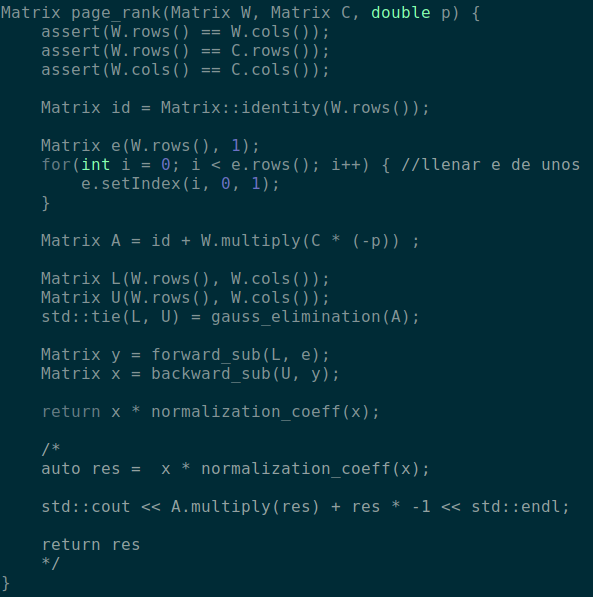 Matrix page_rank(Matrix W, Matrix C, double p) {
    assert(W.rows() == W.cols());
    assert(W.rows() == C.rows());
    assert(W.cols() == C.cols());

    Matrix id = Matrix::identity(W.rows());

    Matrix e(W.rows(), 1);
    for(int i = 0; i < e.rows(); i++) { //llenar e de unos
        e.setIndex(i, 0, 1);
    }

    Matrix A = id + W.multiply(C * (-p)) ;

    Matrix L(W.rows(), W.cols());
    Matrix U(W.rows(), W.cols());
    std::tie(L, U) = gauss_elimination(A);

    Matrix y = forward_sub(L, e);
    Matrix x = backward_sub(U, y);

    return x * normalization_coeff(x);

    /*
    auto res =  x * normalization_coeff(x);

    std::cout << A.multiply(res) + res * -1 << std::endl;

    return res
    */
}